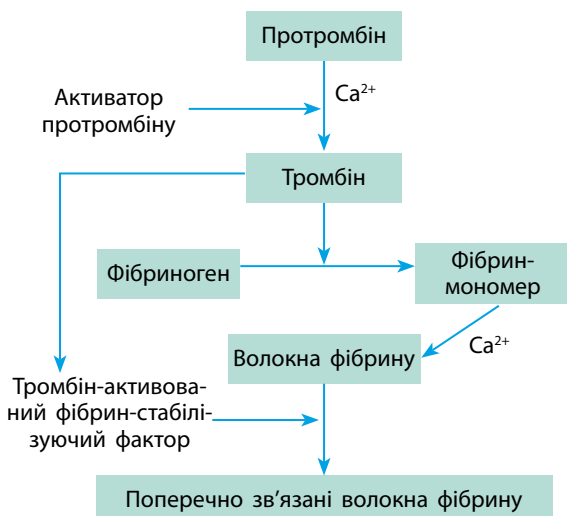 Протромбін
Ca²⁺
Активатор
протромбіну
Тромбін
Фібриноген
Фібрин-
мономер
Ca²⁺
Волокна фібрину
Тромбін-активова-
ний фібрин-стабілі-
зуючий фактор
Поперечно зв'язані волокна фібрину